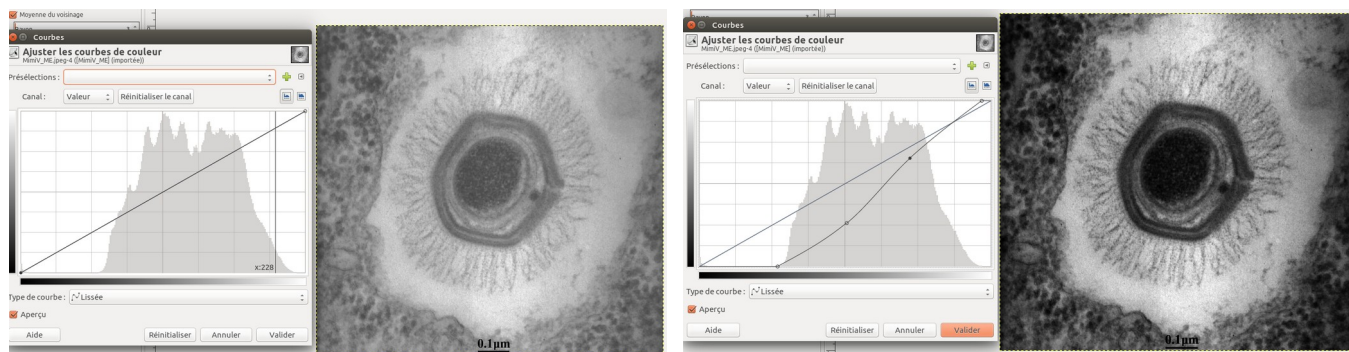 Moyenne du voisinage
Courbes
Ajuster les courbes de couleur
MimiV_ME.jpeg-4 ([MimiV_ME] (importée))
Présélections :
Canal :
Valeur
Réinitialiser le canal
x:228
Type de courbe :
Lissée
Aperçu
Aide
Réinitialiser
Annuler
Valider
0.1µm
Courbes
Ajuster les courbes de couleur
MimiV_ME.jpeg-4 ([MimiV_ME] (importée))
Présélections :
Canal :
Valeur
Réinitialiser le canal
Type de courbe :
Lissée
Aperçu
Aide
Réinitialiser
Annuler
Valider
0.1µm